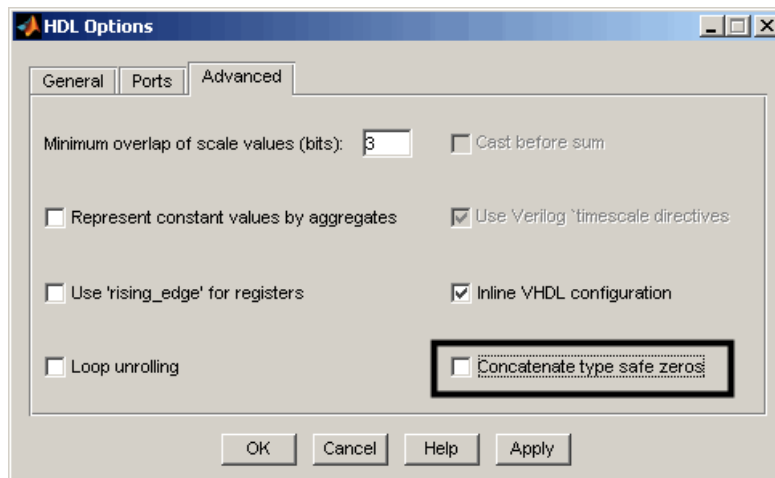 HDL Options
General Ports Advanced
Minimum overlap of scale values (bits): 3
Cast before sum
Represent constant values by aggregates
Use Verilog `timescale directives
Use 'rising_edge' for registers
Inline VHDL configuration
Loop unrolling
Concatenate type safe zeros
OK Cancel Help Apply